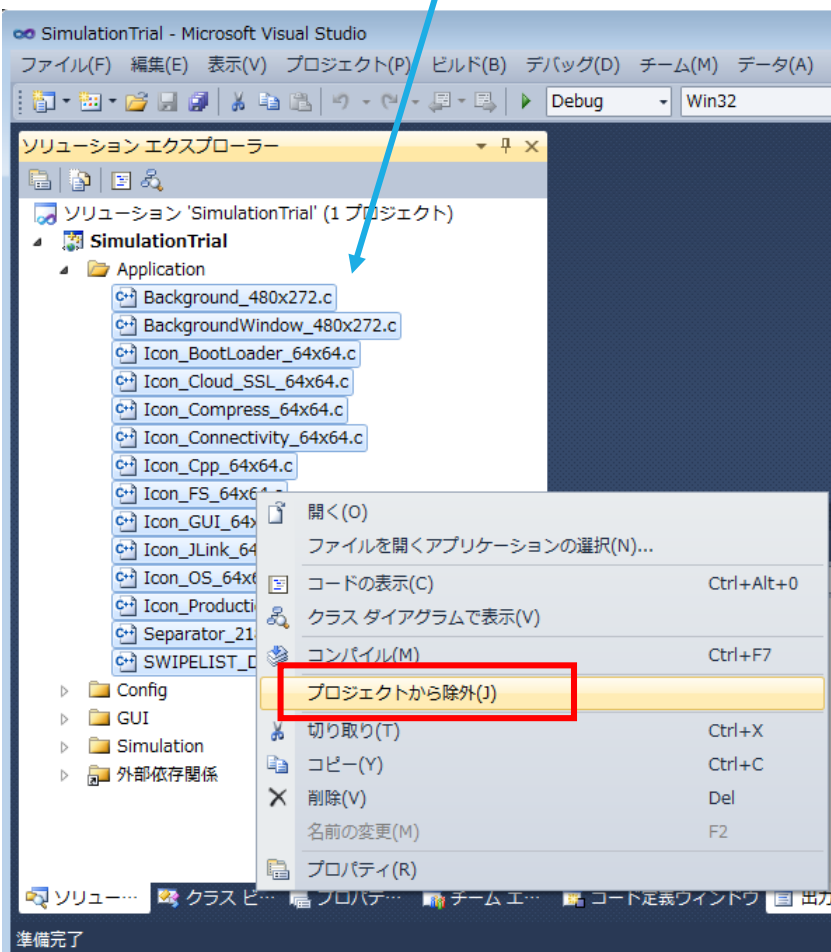 SimulationTrial - Microsoft Visual Studio
ファイル(F) 編集(E) 表示(V) プロジェクト(P) ビルド(B) デバッグ(D) チーム(M) データ(A)
Debug Win32
ソリューション エクスプローラー
ソリューション 'SimulationTrial' (1 プロジェクト)
SimulationTrial
Application
Background_480x272.c
BackgroundWindow_480x272.c
Icon_BootLoader_64x64.c
Icon_Cloud_SSL_64x64.c
Icon_Compress_64x64.c
Icon_Connectivity_64x64.c
Icon_Cpp_64x64.c
Icon_FS_64x64.c
Icon_GUI_64x
Icon_JLink_64
Icon_OS_64x6
Icon_Producti
Separator_21
SWIPELIST_D
Config
GUI
Simulation
外部依存関係
開く(O)
ファイルを開くアプリケーションの選択(N)...
コードの表示(C) Ctrl+Alt+0
クラス ダイアグラムで表示(V)
コンパイル(M) Ctrl+F7
プロジェクトから除外(J)
切り取り(T) Ctrl+X
コピー(Y) Ctrl+C
削除(V) Del
名前の変更(M) F2
プロパティ(R)
ソリュー… クラス ビ… プロパテ… チーム エ… コード定義ウィンドウ 出力
準備完了